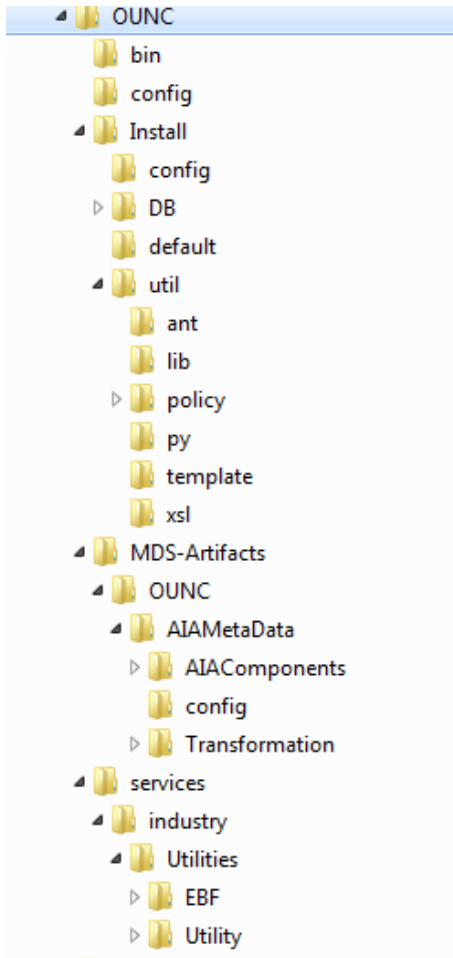 OUNC
bin
config
Install
config
DB
default
util
ant
lib
policy
py
template
xsl
MDS-Artifacts
OUNC
AIAMetaData
AIAComponents
config
Transformation
services
industry
Utilities
EBF
Utility